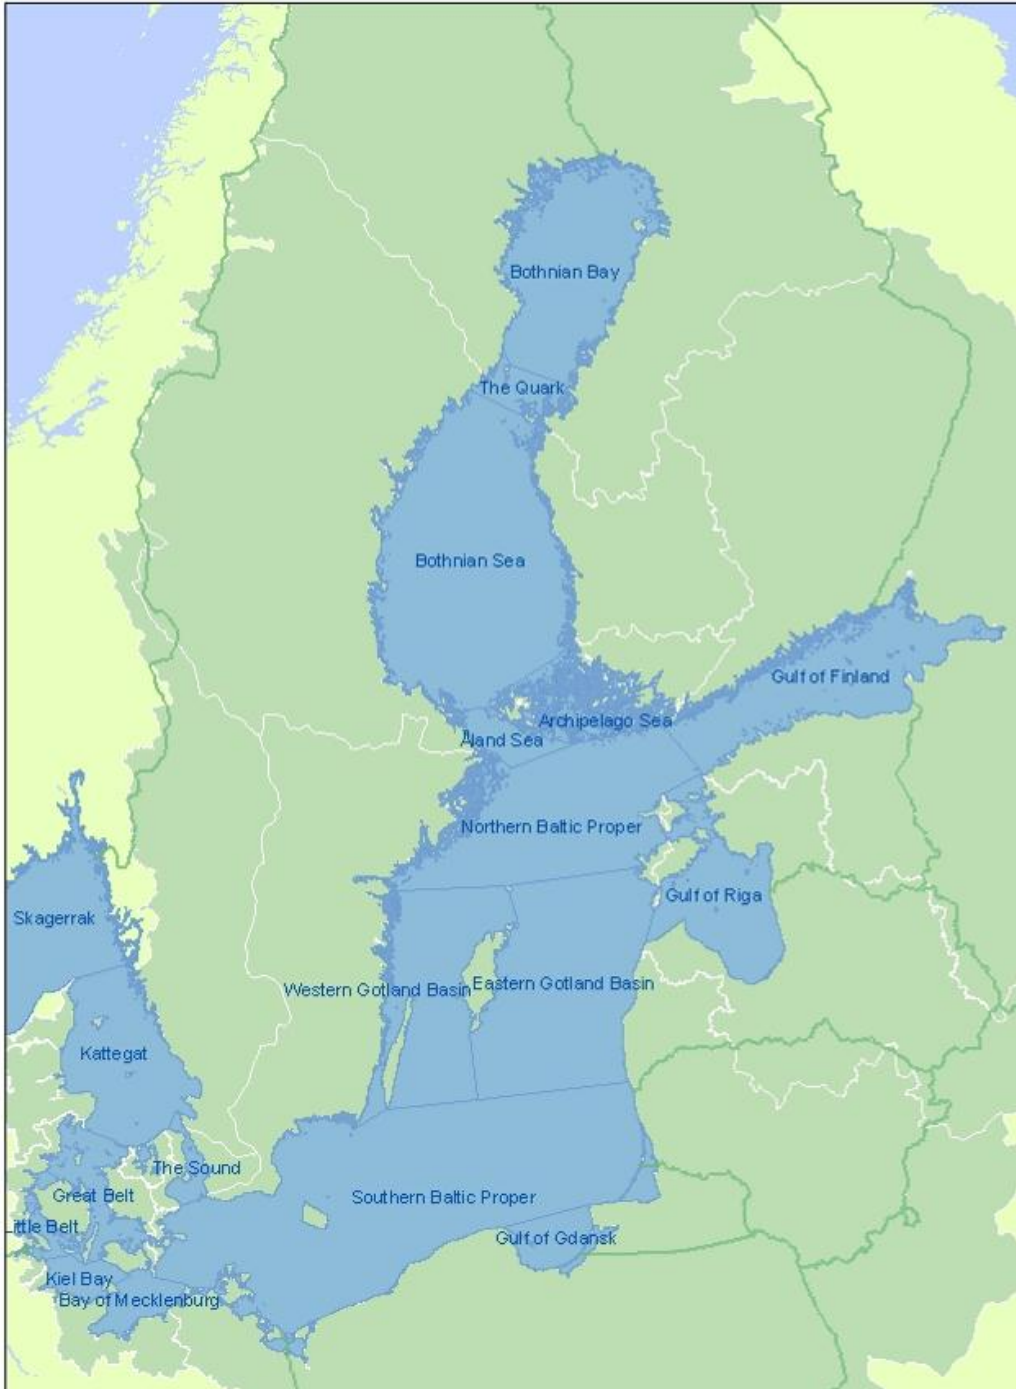 Bothnian Bay
The Quark
Bothnian Sea
Gulf of Finland
Archipelago Sea
Åland Sea
Northern Baltic Proper
Gulf of Riga
Skagerrak
Western Gotland Basin
Eastern Gotland Basin
Kattegat
The Sound
Great Belt
Southern Baltic Proper
Little Belt
Gulf of Gdansk
Kiel Bay
Bay of Mecklenburg